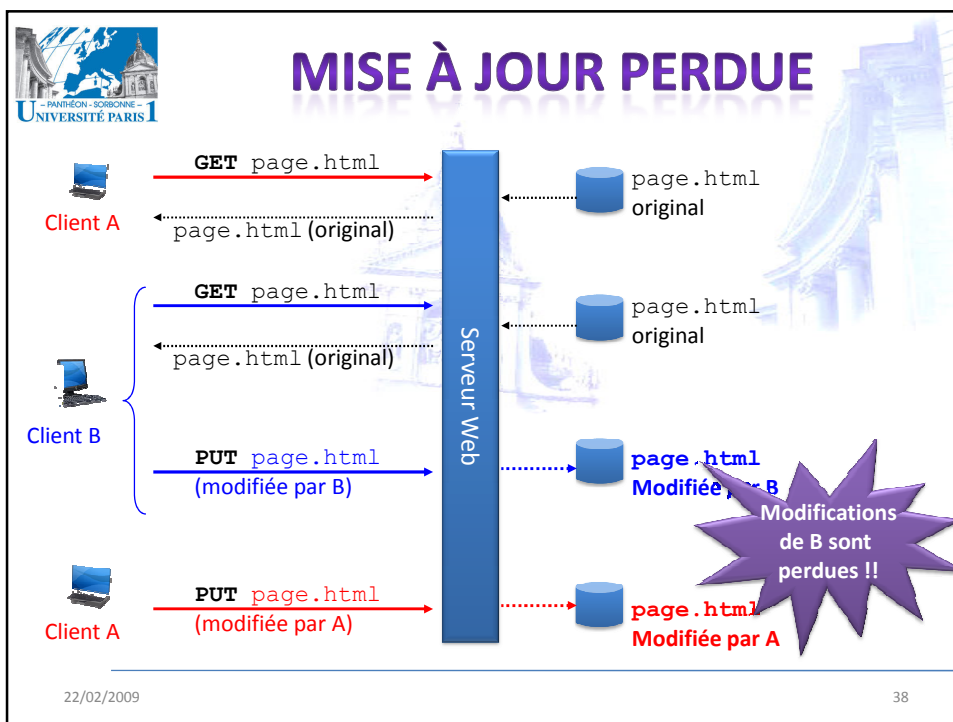 – PANTHÉON - SORBONNE –
UNIVERSITÉ PARIS 1
MISE À JOUR PERDUE
GET page.html
Client A
page.html (original)
page.html
original
GET page.html
page.html (original)
page.html
original
Serveur Web
Client B
PUT page.html
(modifiée par B)
page.html
Modifiée par B
Modifications
de B sont
perdues !!
PUT page.html
(modifiée par A)
Client A
page.html
Modifiée par A
22/02/2009
38